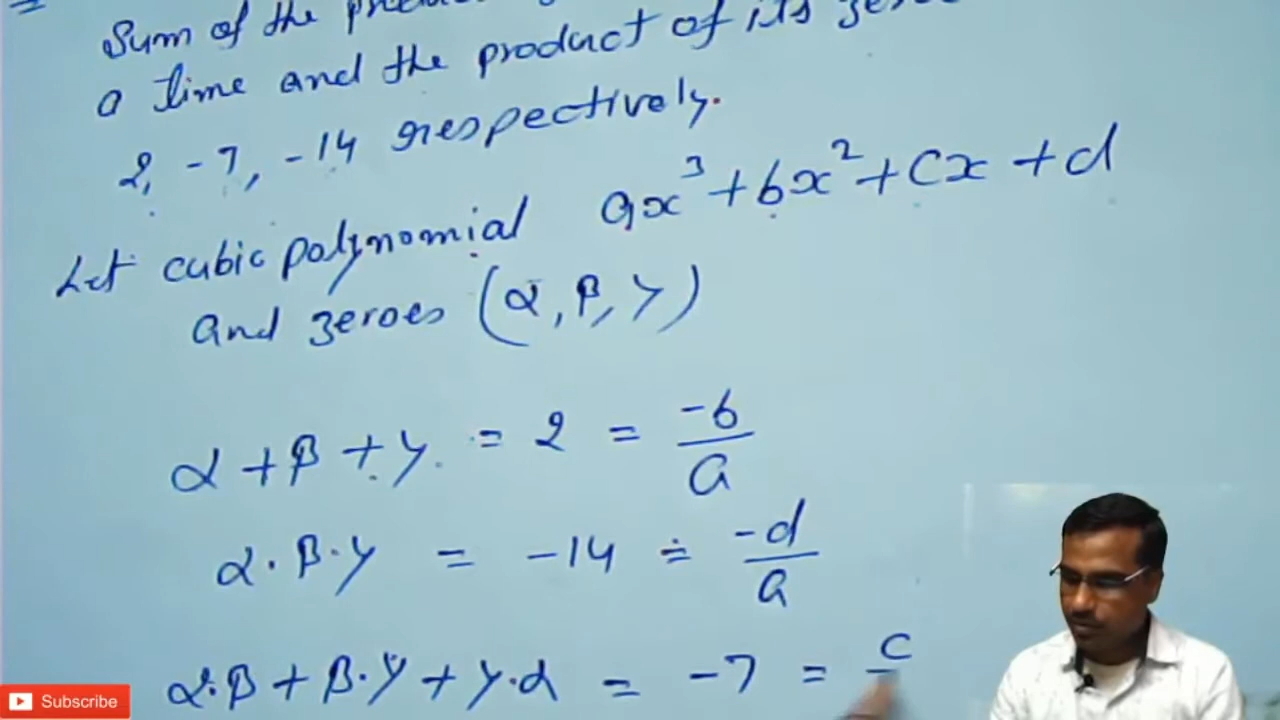 Sum of the
a time and the product of its
2, -7, -14 respectively.
Let cubic polynomial ax³ + bx² + cx + d
and zeroes (α, β, γ)
α + β + γ = 2 = -b/a
α · β · γ = -14 = -d/a
α·β + β·γ + γ·α = -7 = c
Subscribe